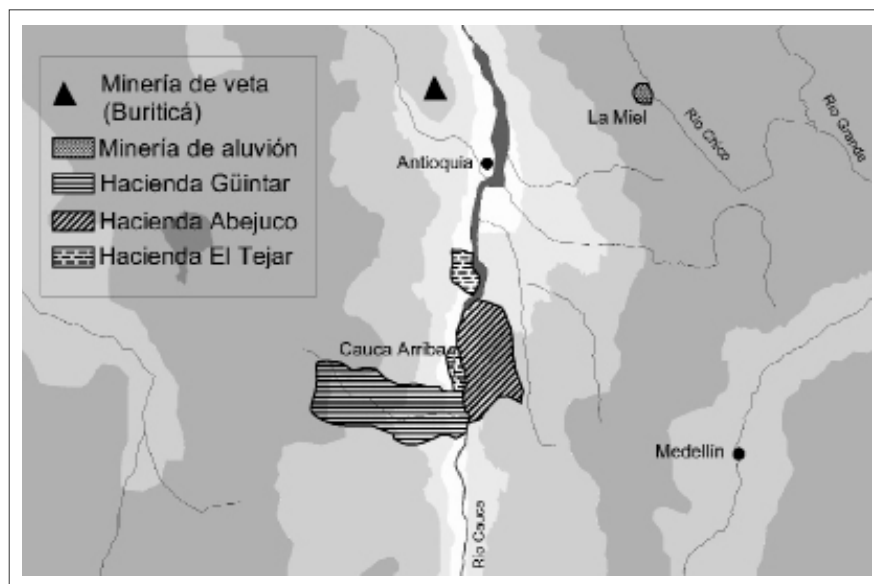 Minería de veta
(Buriticá)
Minería de aluvión
Hacienda Güintar
Hacienda Abejuco
Hacienda El Tejar
La Miel
Río Chico
Río Grande
Antioquia
Cauca Arriba
Medellín
Río Cauca